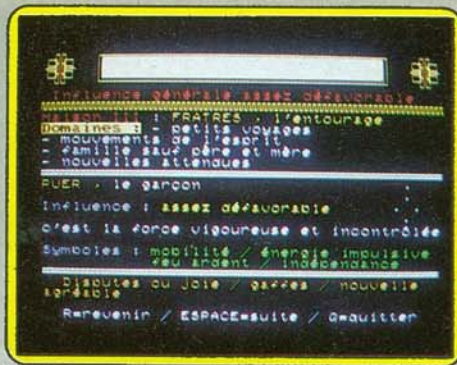 Influence générale assez défavorable
Maison III : FRATRES , l'entourage
Domaines : - petits voyages
- mouvements de l'esprit
- famille sauf père et mère
- nouvelles attendues
PUER , le garçon
Influence : assez défavorable
c'est la force vigoureuse et incontrôlée
Symboles : mobilité / énergie impulsive
feu ardent / indépendance
Disputes ou joie / gaffes / nouvelle
agréable
R=revenir / ESPACE=suite / Q=quitter